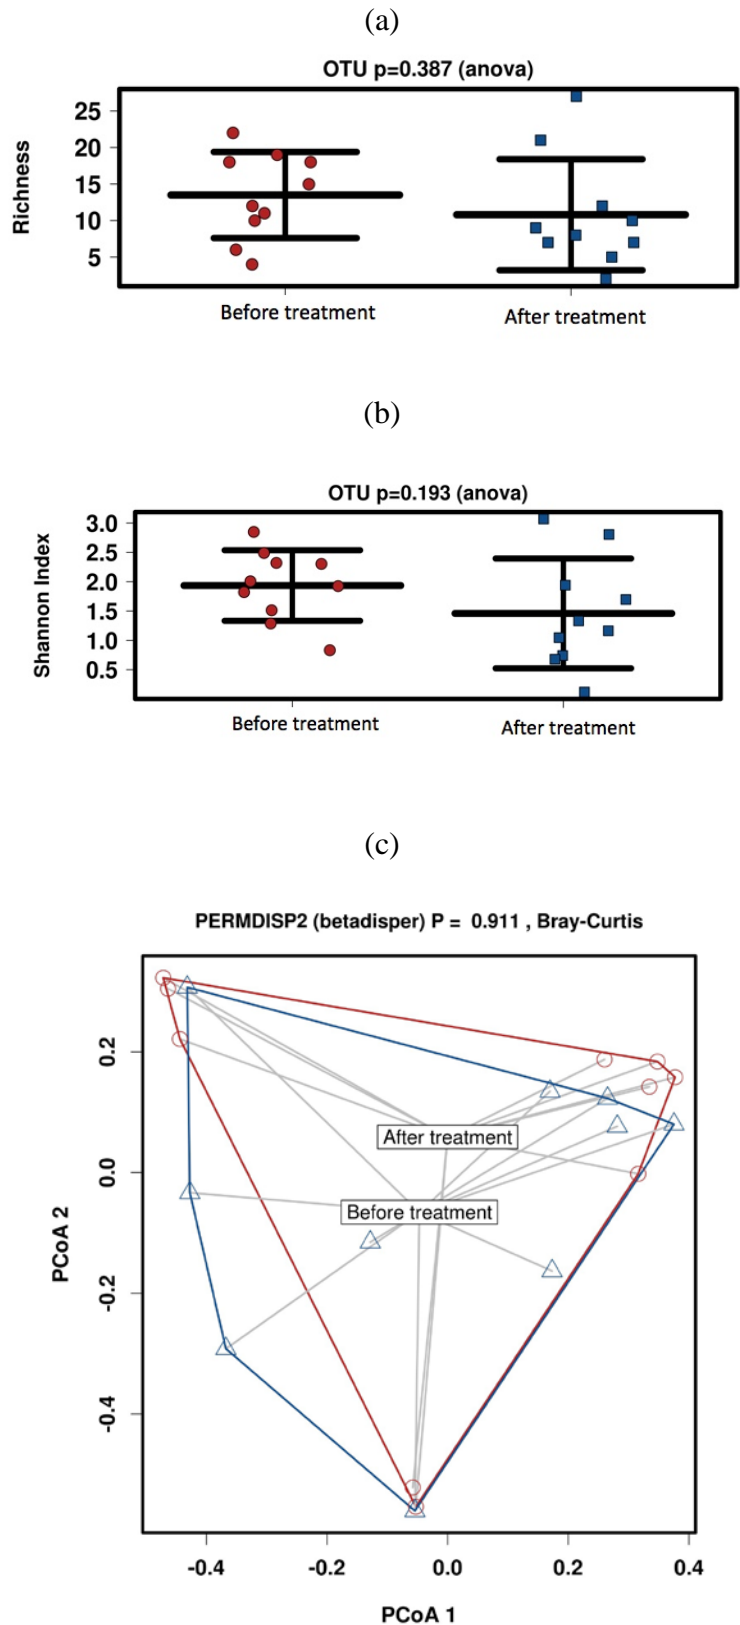 (a)
OTU p=0.387 (anova)
Richness
25
20
15
10
5
Before treatment
After treatment
(b)
OTU p=0.193 (anova)
Shannon Index
3.0
2.5
2.0
1.5
1.0
0.5
Before treatment
After treatment
(c)
PERMDISP2 (betadisper) P = 0.911 , Bray-Curtis
PCoA 2
0.2
0.0
-0.2
-0.4
After treatment
Before treatment
-0.4 -0.2 0.0 0.2 0.4
PCoA 1